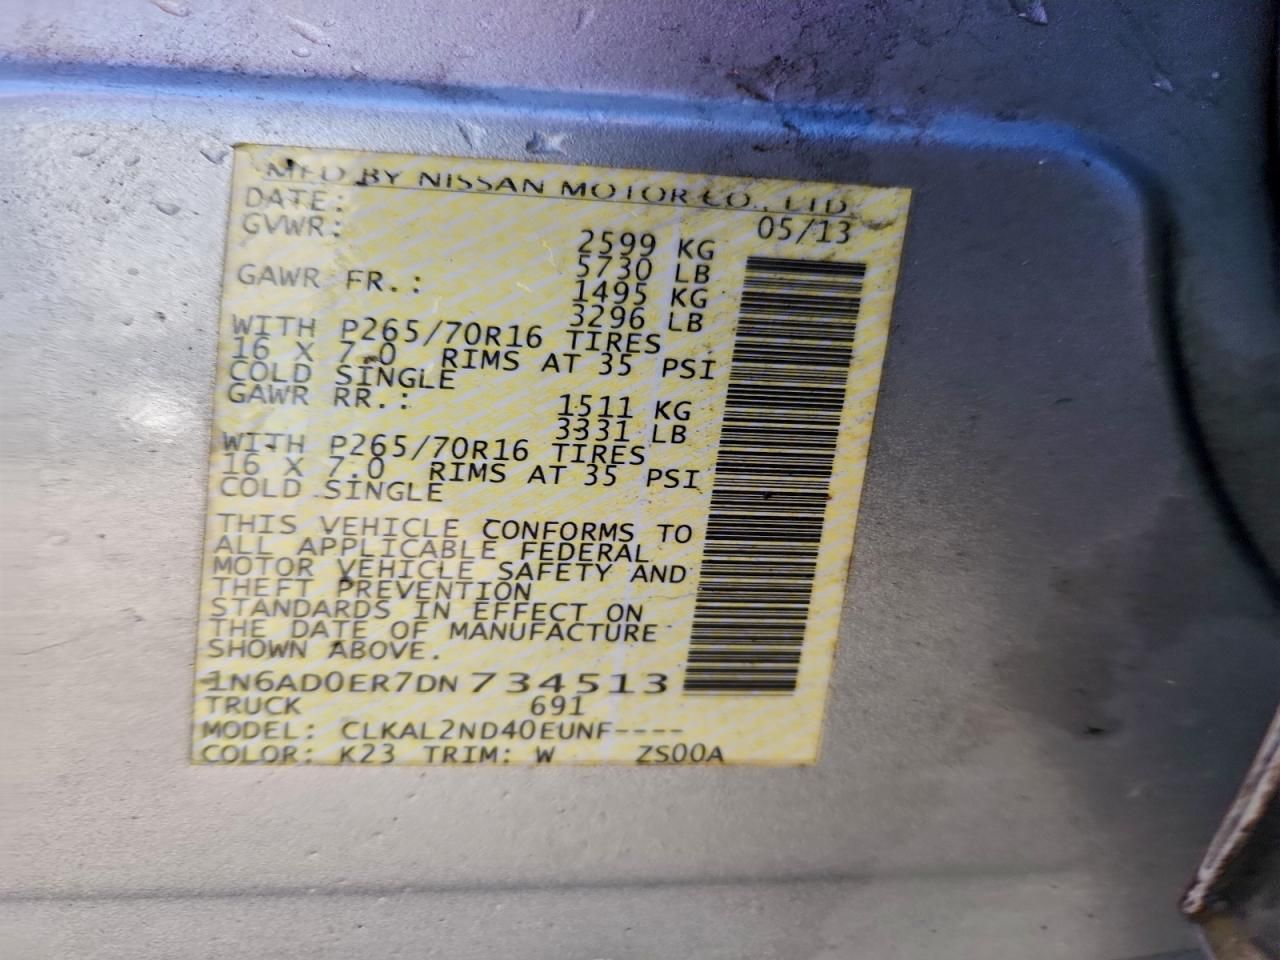 MFD BY NISSAN MOTOR CO., LTD.
DATE: 05/13
GVWR: 2599 KG
5730 LB
GAWR FR.: 1495 KG
3296 LB
WITH P265/70R16 TIRES
16 X 7.0 RIMS AT 35 PSI
COLD SINGLE
GAWR RR.: 1511 KG
3331 LB
WITH P265/70R16 TIRES
16 X 7.0 RIMS AT 35 PSI
COLD SINGLE
THIS VEHICLE CONFORMS TO
ALL APPLICABLE FEDERAL
MOTOR VEHICLE SAFETY AND
THEFT PREVENTION
STANDARDS IN EFFECT ON
THE DATE OF MANUFACTURE
SHOWN ABOVE.
1N6AD0ER7DN734513
TRUCK 691
MODEL: CLKAL2ND40EUNF----
COLOR: K23 TRIM: W ZS00A